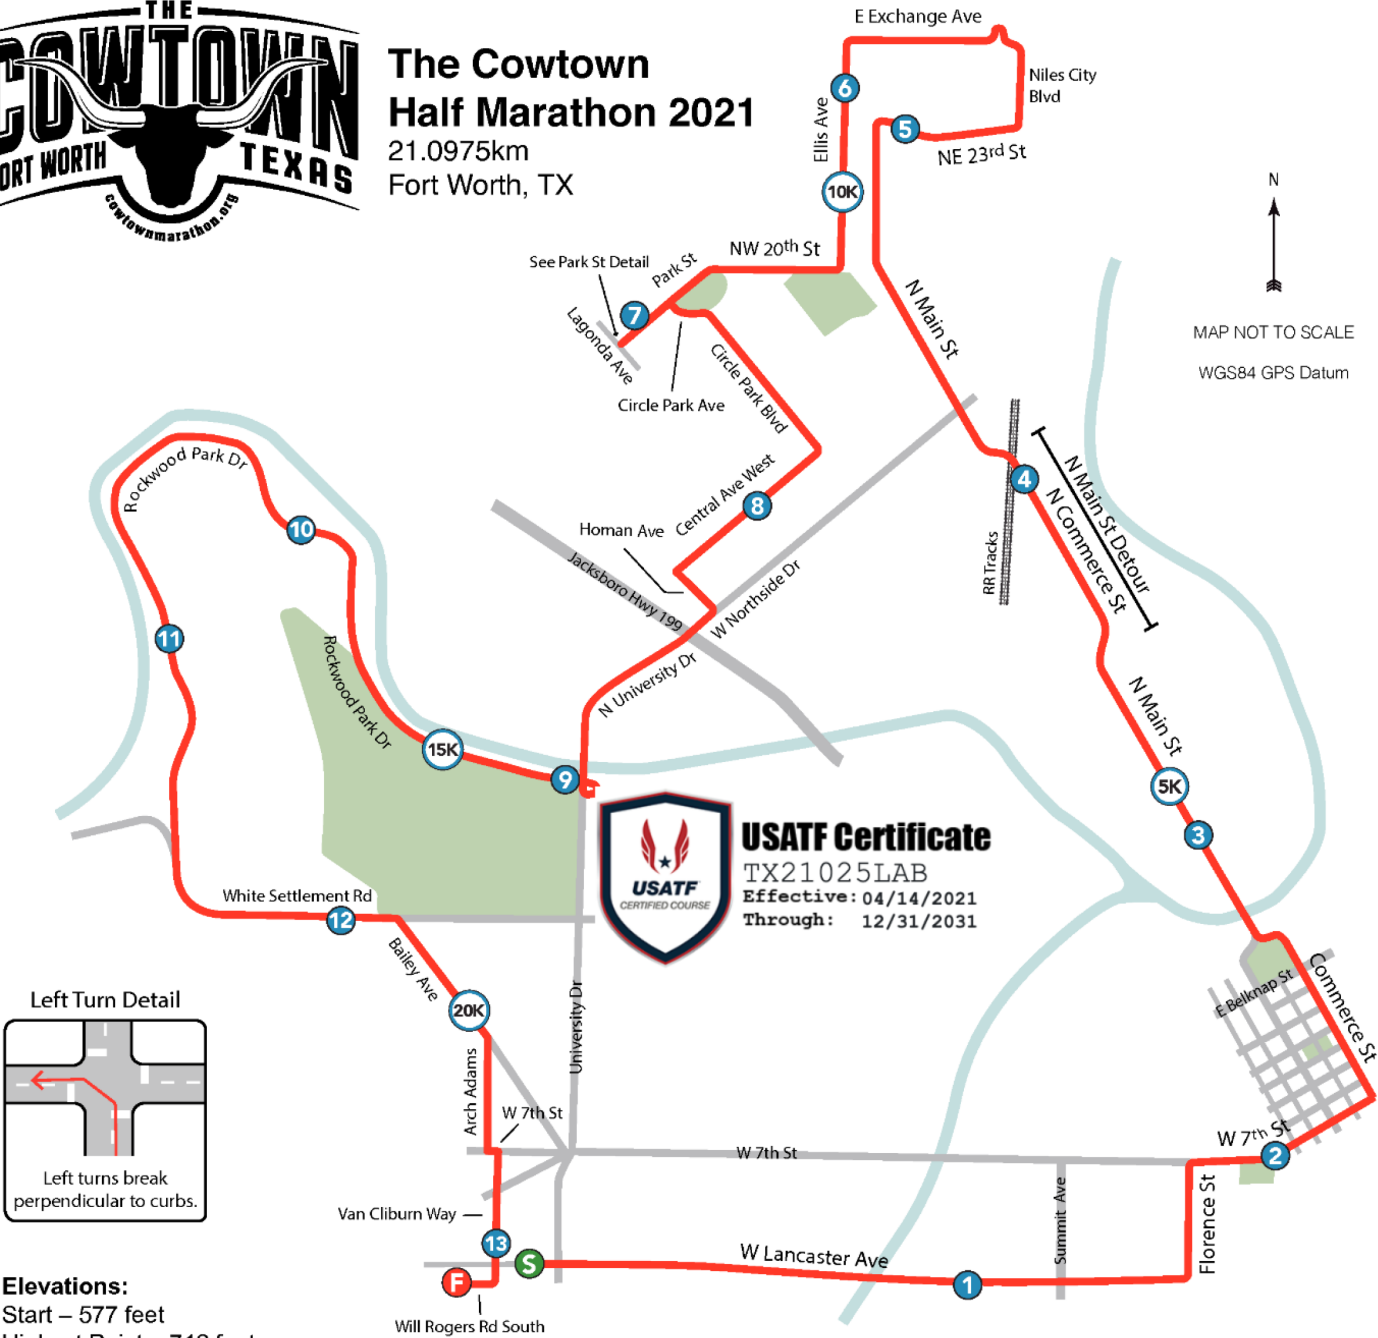 THE
COWTOWN
FORT WORTH
TEXAS
cowtownmarathon.org
The Cowtown
Half Marathon 2021
21.0975km
Fort Worth, TX
E Exchange Ave
Niles City
Blvd
6
Ellis Ave
5
NE 23rd St
10K
N
MAP NOT TO SCALE
WGS84 GPS Datum
NW 20th St
See Park St Detail
Park St
7
Lagonda Ave
Circle Park Ave
Circle Park Blvd
N Main St
4
N Main St Detour
N Commerce St
RR Tracks
Central Ave West
8
Homan Ave
Jacksboro Hwy 199
W Northside Dr
N University Dr
Rockwood Park Dr
10
11
Rockwood Park Dr
15K
9
N Main St
5K
3
USATF
CERTIFIED COURSE
USATF Certificate
TX21025LAB
Effective: 04/14/2021
Through: 12/31/2031
White Settlement Rd
12
Bailey Ave
20K
University Dr
E Belknap St
Commerce St
Left Turn Detail
Left turns break
perpendicular to curbs.
Arch Adams
W 7th St
W 7th St
W 7th St
2
Van Cliburn Way
13
S
F
Will Rogers Rd South
W Lancaster Ave
1
Summit Ave
Florence St
Elevations:
Start – 577 feet